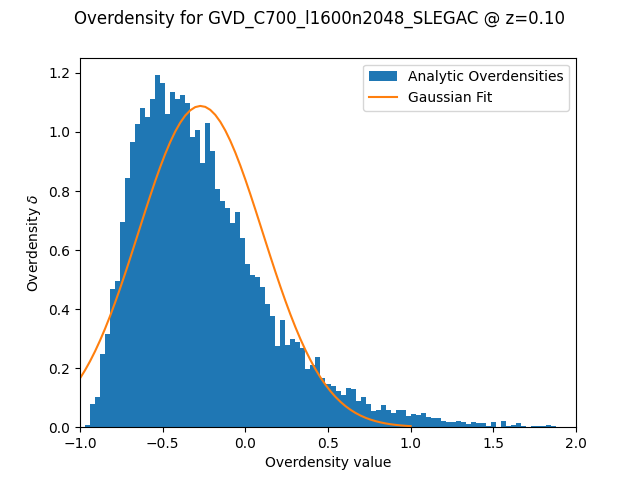 Overdensity for GVD_C700_l1600n2048_SLEGAC @ z=0.10
Analytic Overdensities
Gaussian Fit
Overdensity δ
1.2
1.0
0.8
0.6
0.4
0.2
0.0
−1.0 −0.5 0.0 0.5 1.0 1.5 2.0
Overdensity value